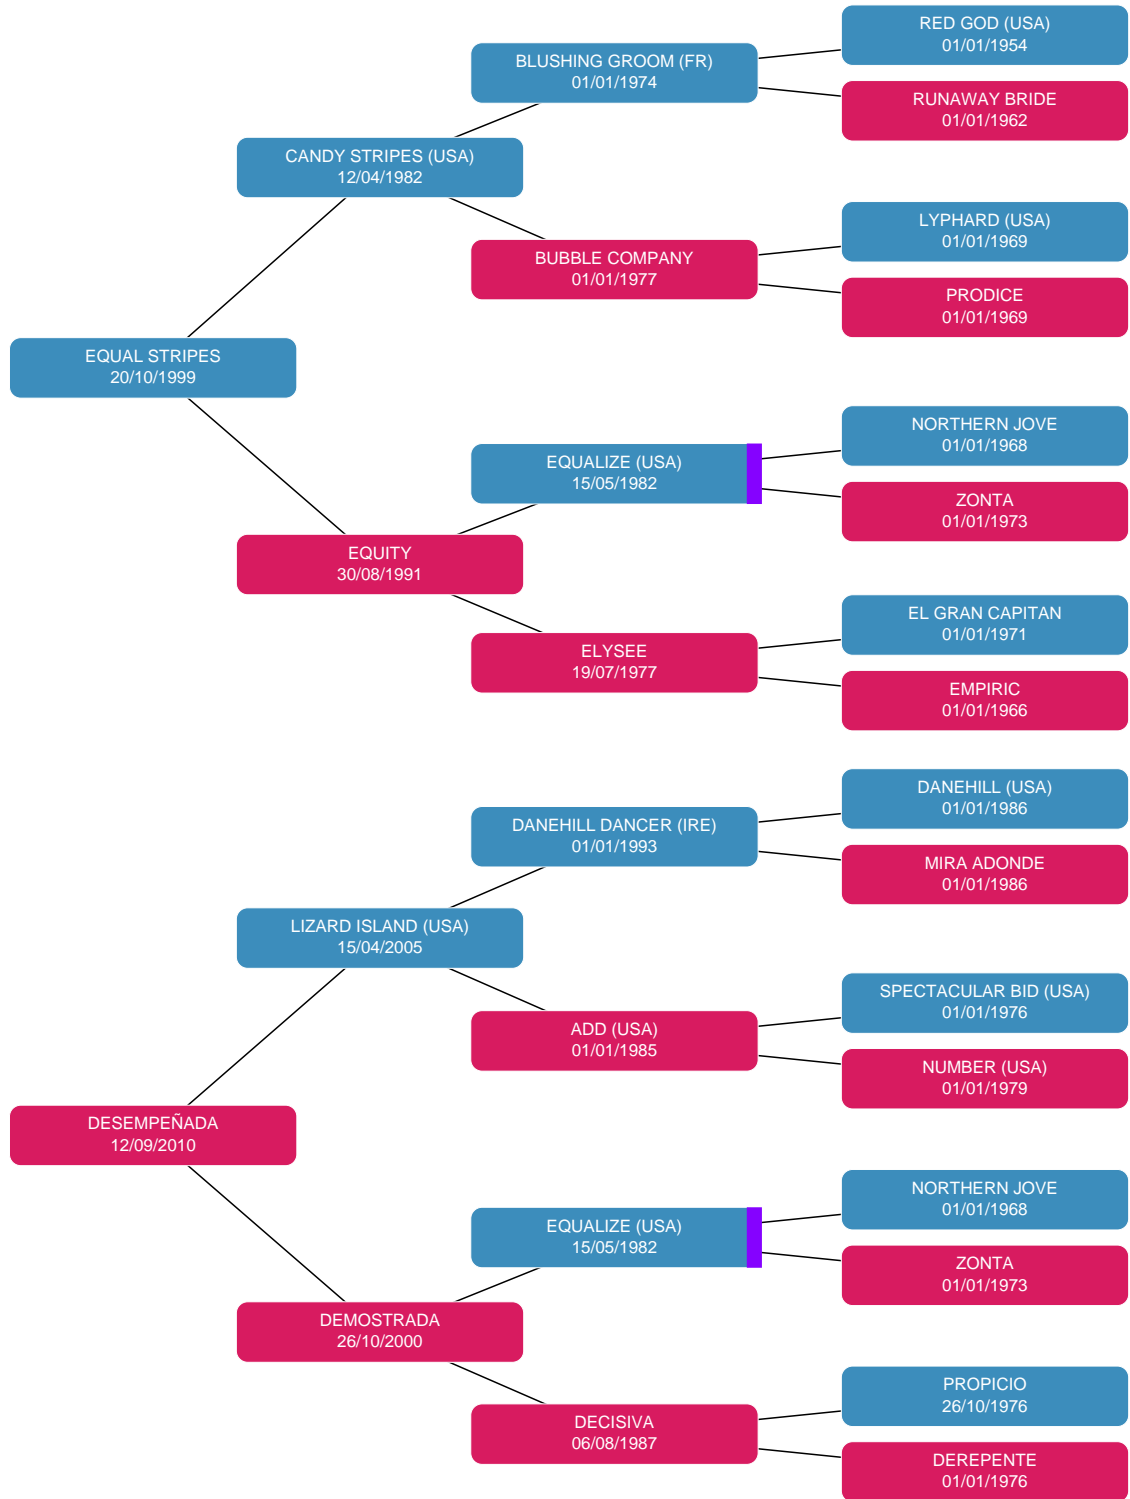 RED GOD (USA)
01/01/1954
BLUSHING GROOM (FR)
01/01/1974
RUNAWAY BRIDE
01/01/1962
CANDY STRIPES (USA)
12/04/1982
LYPHARD (USA)
01/01/1969
BUBBLE COMPANY
01/01/1977
PRODICE
01/01/1969
EQUAL STRIPES
20/10/1999
NORTHERN JOVE
01/01/1968
EQUALIZE (USA)
15/05/1982
ZONTA
01/01/1973
EQUITY
30/08/1991
EL GRAN CAPITAN
01/01/1971
ELYSEE
19/07/1977
EMPIRIC
01/01/1966
DANEHILL (USA)
01/01/1986
DANEHILL DANCER (IRE)
01/01/1993
MIRA ADONDE
01/01/1986
LIZARD ISLAND (USA)
15/04/2005
SPECTACULAR BID (USA)
01/01/1976
ADD (USA)
01/01/1985
NUMBER (USA)
01/01/1979
DESEMPEÑADA
12/09/2010
NORTHERN JOVE
01/01/1968
EQUALIZE (USA)
15/05/1982
ZONTA
01/01/1973
DEMOSTRADA
26/10/2000
PROPICIO
26/10/1976
DECISIVA
06/08/1987
DEREPENTE
01/01/1976